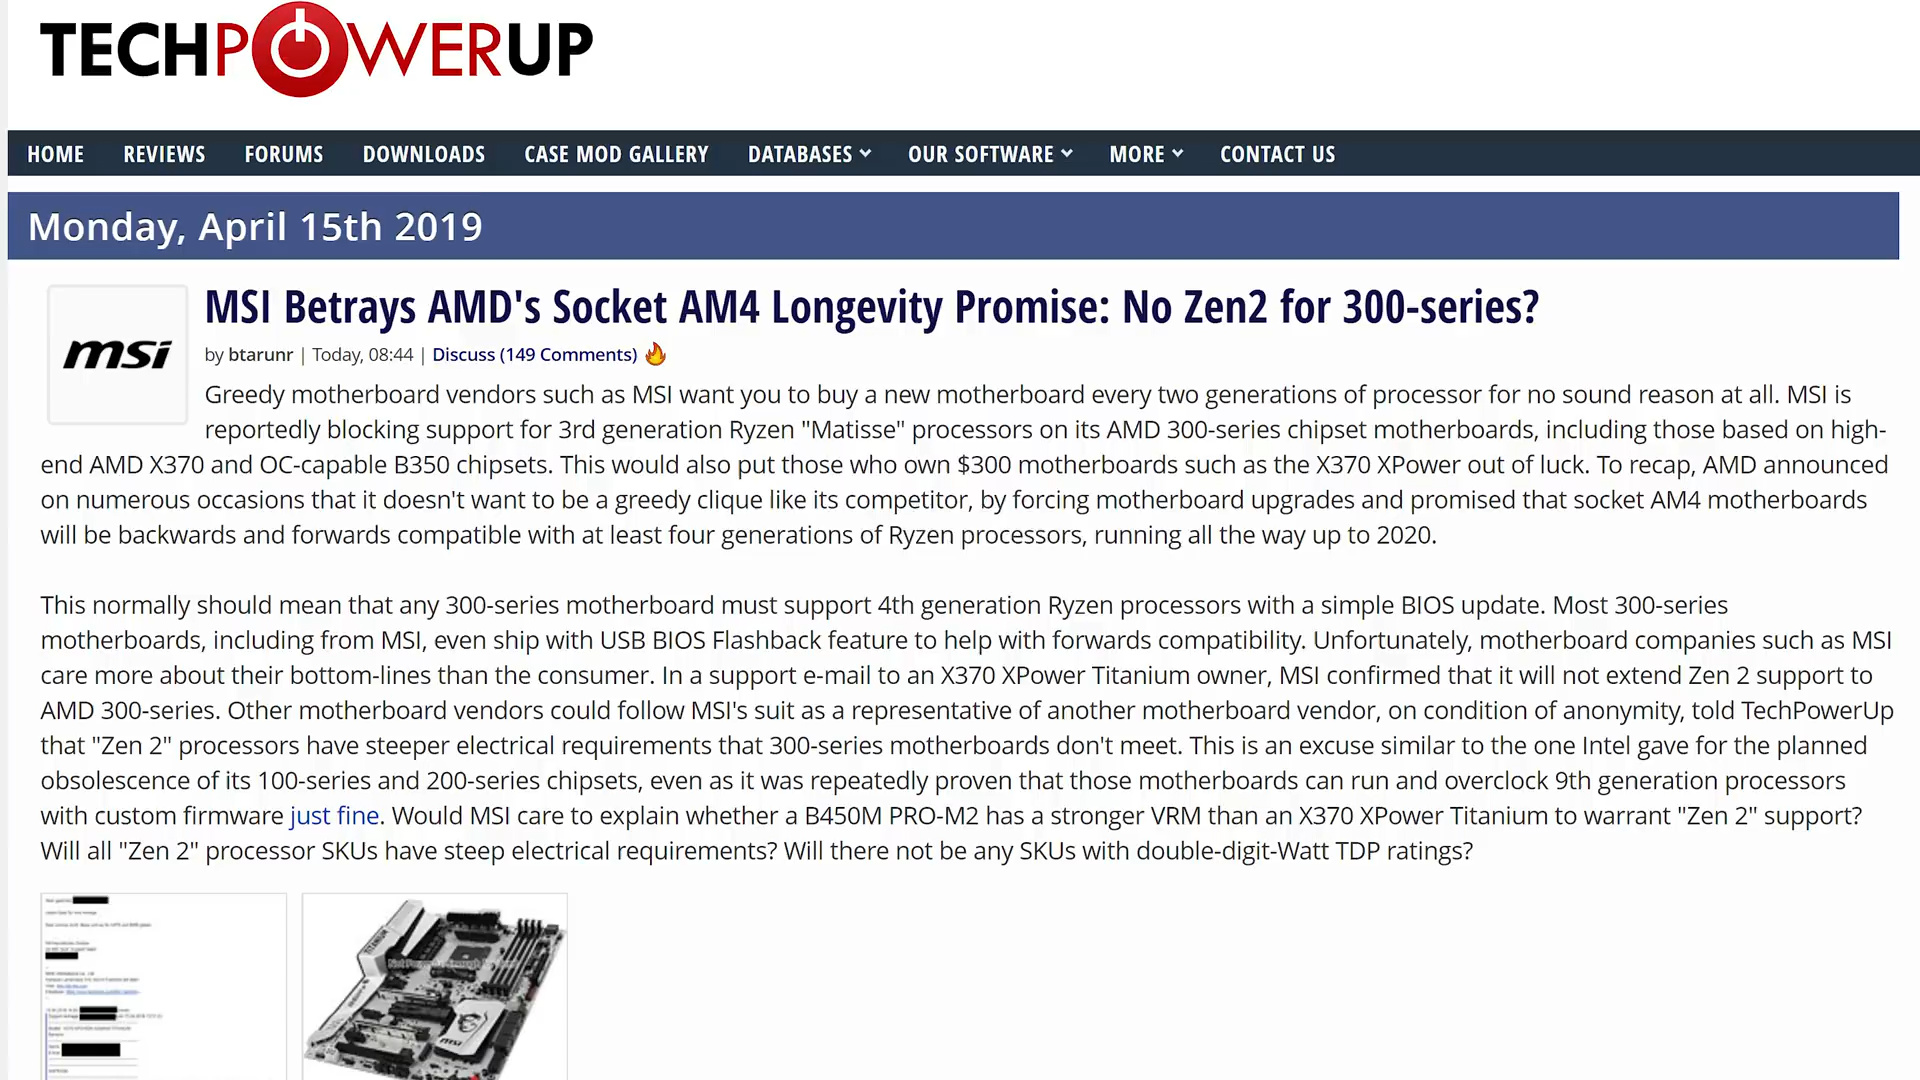 TECHPOWERUP
HOME REVIEWS FORUMS DOWNLOADS CASE MOD GALLERY DATABASES OUR SOFTWARE MORE CONTACT US
Monday, April 15th 2019
msi
MSI Betrays AMD's Socket AM4 Longevity Promise: No Zen2 for 300-series?
by btarunr | Today, 08:44 | Discuss (149 Comments)
Greedy motherboard vendors such as MSI want you to buy a new motherboard every two generations of processor for no sound reason at all. MSI is
reportedly blocking support for 3rd generation Ryzen "Matisse" processors on its AMD 300-series chipset motherboards, including those based on high-
end AMD X370 and OC-capable B350 chipsets. This would also put those who own $300 motherboards such as the X370 XPower out of luck. To recap, AMD announced
on numerous occasions that it doesn't want to be a greedy clique like its competitor, by forcing motherboard upgrades and promised that socket AM4 motherboards
will be backwards and forwards compatible with at least four generations of Ryzen processors, running all the way up to 2020.
This normally should mean that any 300-series motherboard must support 4th generation Ryzen processors with a simple BIOS update. Most 300-series
motherboards, including from MSI, even ship with USB BIOS Flashback feature to help with forwards compatibility. Unfortunately, motherboard companies such as MSI
care more about their bottom-lines than the consumer. In a support e-mail to an X370 XPower Titanium owner, MSI confirmed that it will not extend Zen 2 support to
AMD 300-series. Other motherboard vendors could follow MSI's suit as a representative of another motherboard vendor, on condition of anonymity, told TechPowerUp
that "Zen 2" processors have steeper electrical requirements that 300-series motherboards don't meet. This is an excuse similar to the one Intel gave for the planned
obsolescence of its 100-series and 200-series chipsets, even as it was repeatedly proven that those motherboards can run and overclock 9th generation processors
with custom firmware just fine. Would MSI care to explain whether a B450M PRO-M2 has a stronger VRM than an X370 XPower Titanium to warrant "Zen 2" support?
Will all "Zen 2" processor SKUs have steep electrical requirements? Will there not be any SKUs with double-digit-Watt TDP ratings?
TITANIUM
msi